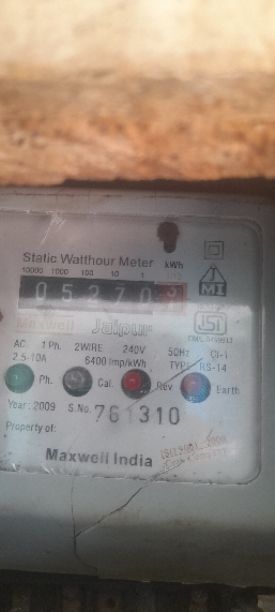 Static Watthour Meter kWh
10000 1000 100 10 1 1/10
0 5 2 7 0
Maxwell Jaipur
AC 1 Ph. 2WIRE 240V 50Hz Cl-1
2.5-10A 6400 Imp/kWh TYPE RS-14
Ph. Cal. Rev Earth
Year: 2009 S.No. 761310
Property of:
Maxwell India